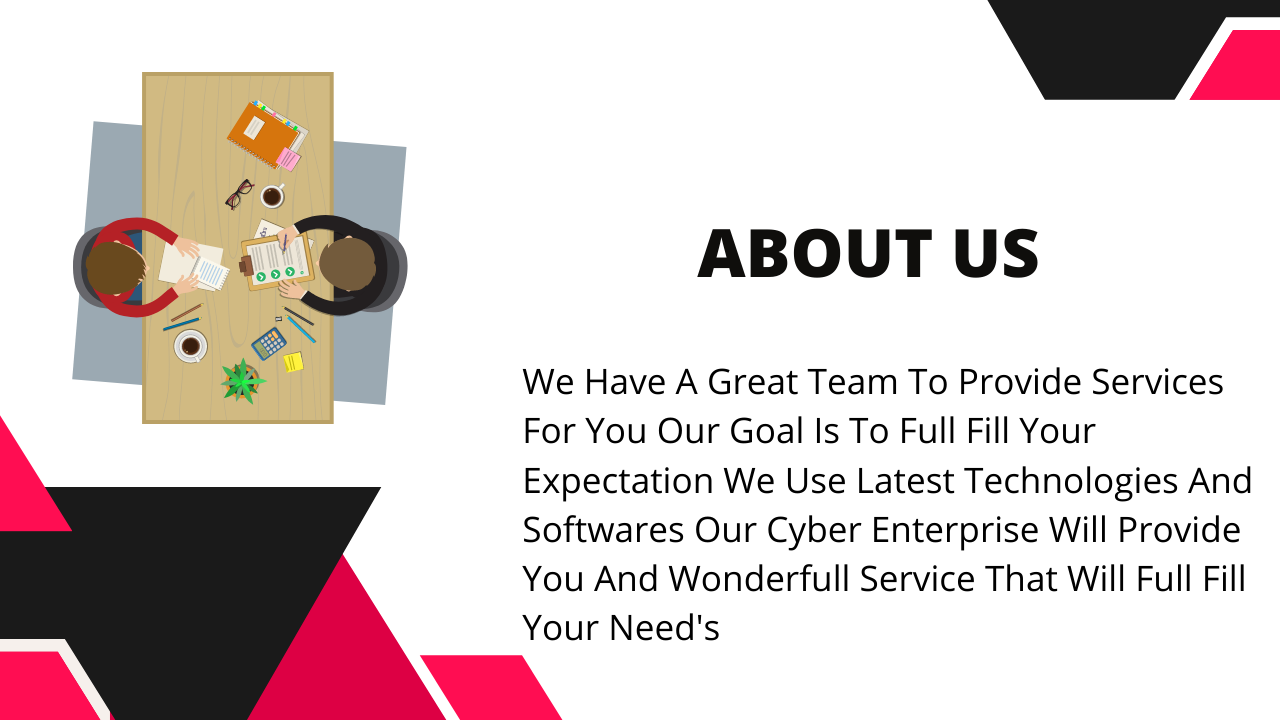 ABOUT US
We Have A Great Team To Provide Services
For You Our Goal Is To Full Fill Your
Expectation We Use Latest Technologies And
Softwares Our Cyber Enterprise Will Provide
You And Wonderfull Service That Will Full Fill
Your Need's